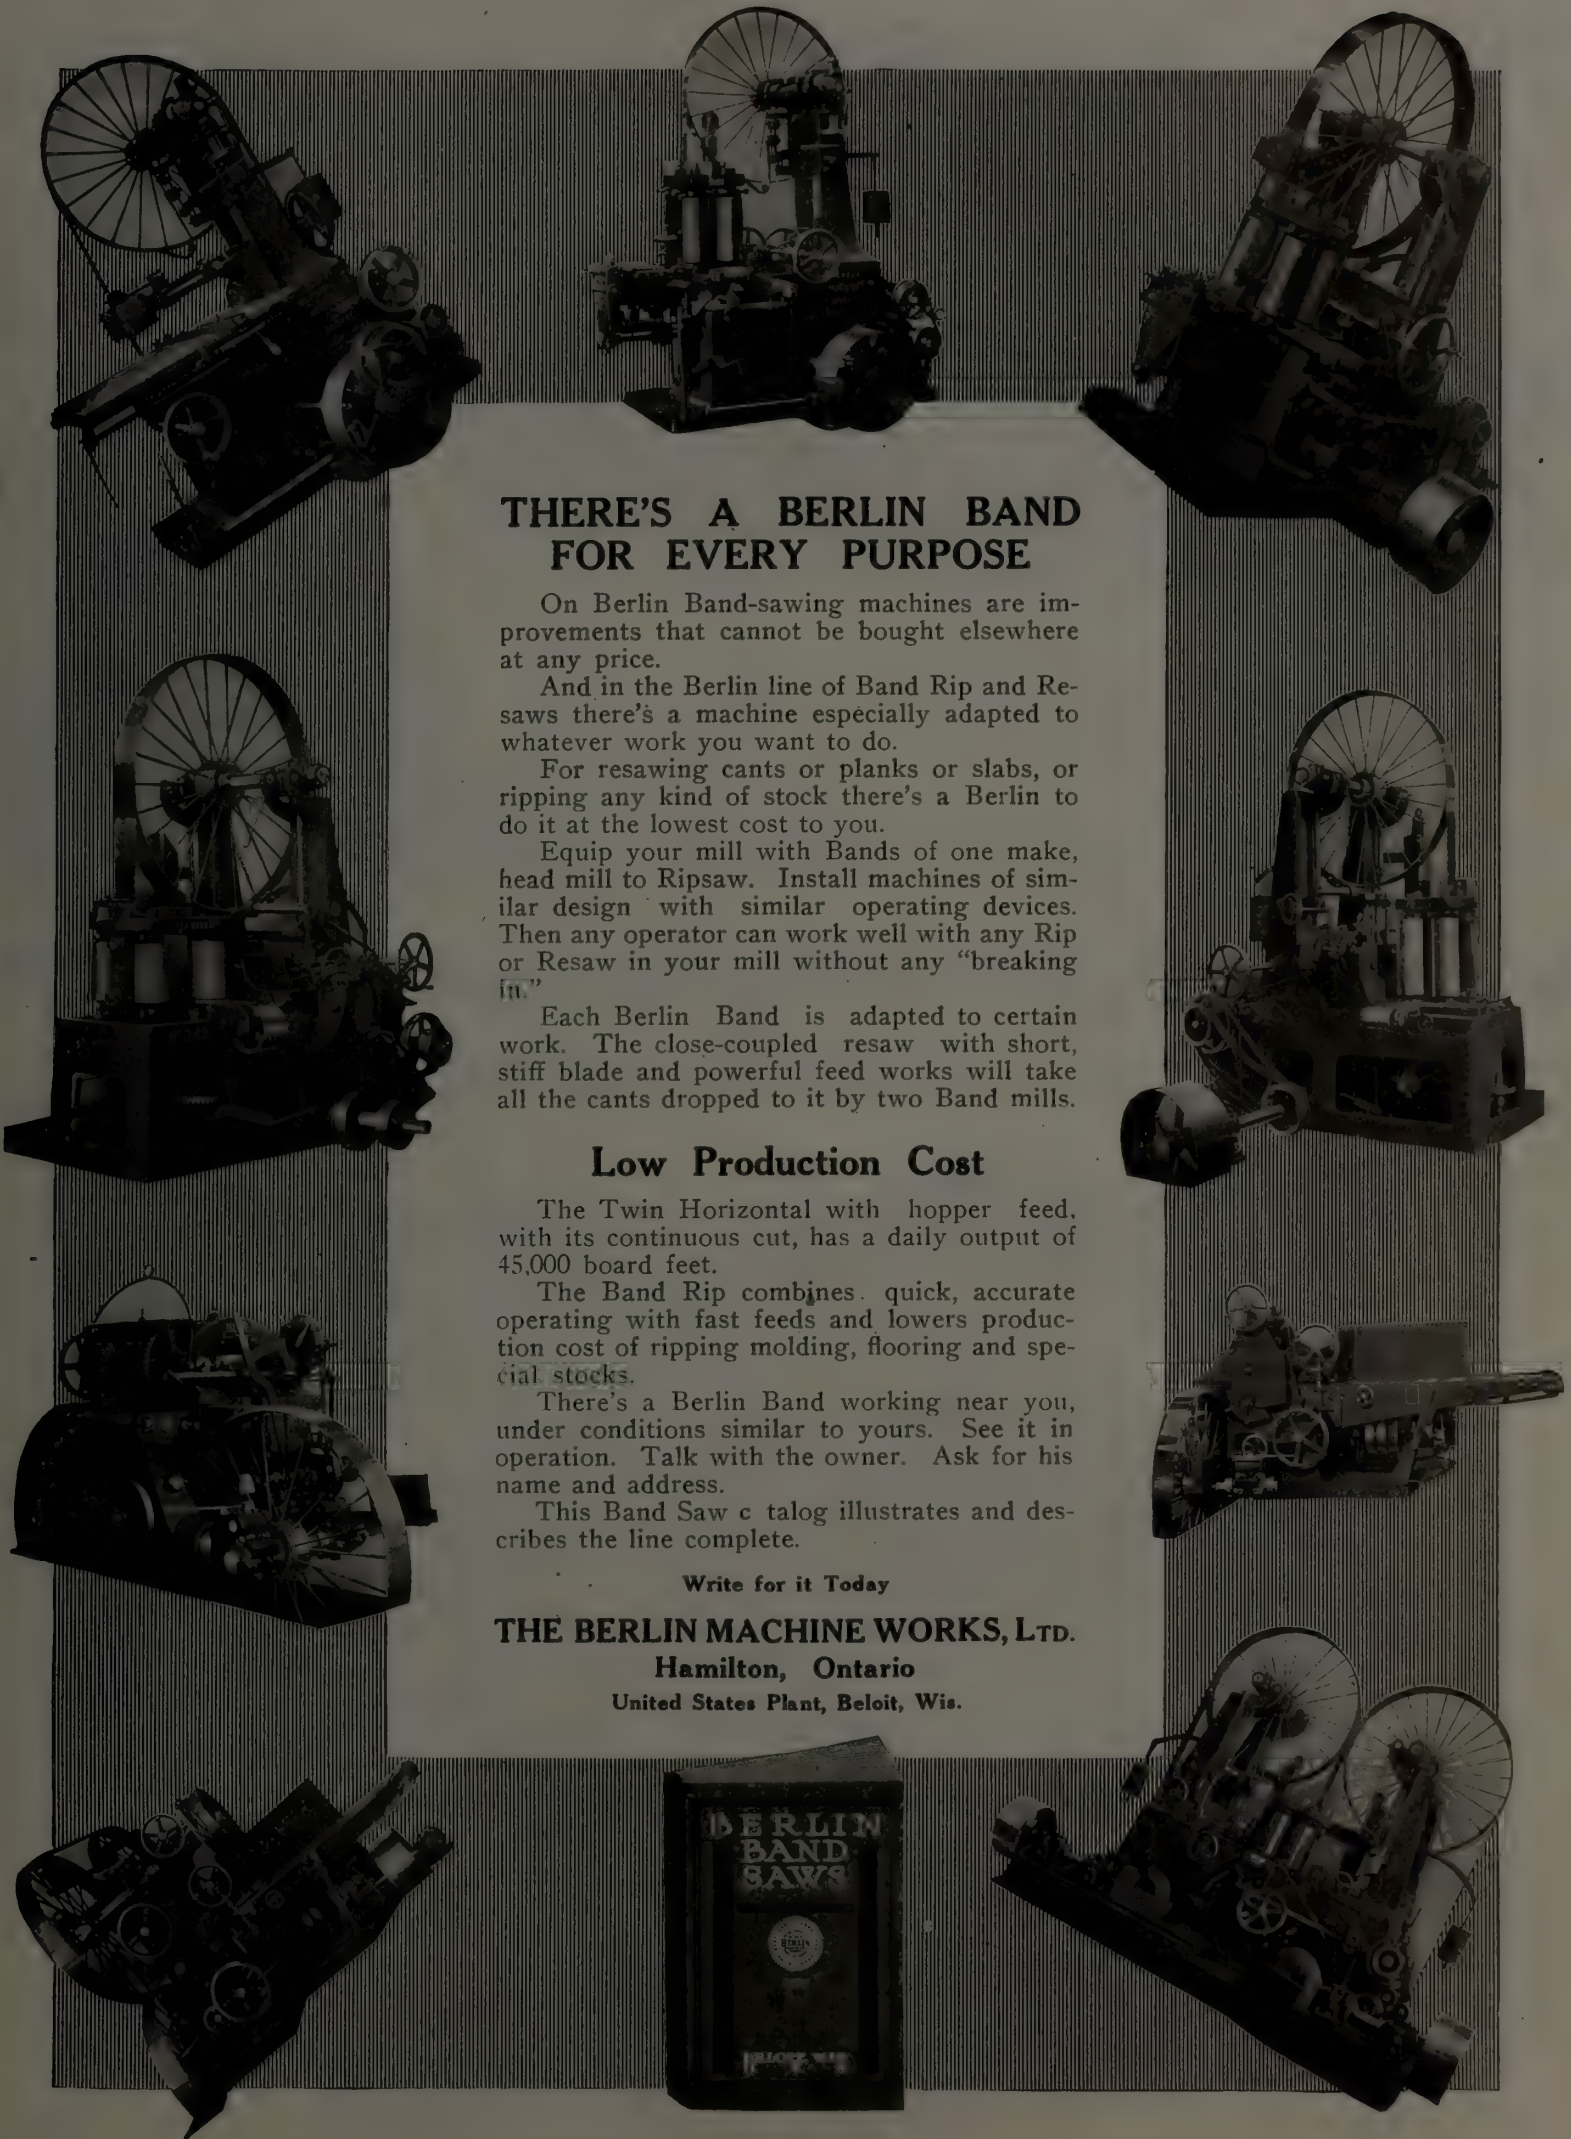 THERE'S A BERLIN BAND
FOR EVERY PURPOSE
On Berlin Band-sawing machines are im-
provements that cannot be bought elsewhere
at any price.
And in the Berlin line of Band Rip and Re-
saws there's a machine especially adapted to
whatever work you want to do.
For resawing cants or planks or slabs, or
ripping any kind of stock there's a Berlin to
do it at the lowest cost to you.
Equip your mill with Bands of one make,
head mill to Ripsaw. Install machines of sim-
ilar design with similar operating devices.
Then any operator can work well with any Rip
or Resaw in your mill without any "breaking
in."
Each Berlin Band is adapted to certain
work. The close-coupled resaw with short,
stiff blade and powerful feed works will take
all the cants dropped to it by two Band mills.
Low Production Cost
The Twin Horizontal with hopper feed,
with its continuous cut, has a daily output of
45,000 board feet.
The Band Rip combines quick, accurate
operating with fast feeds and lowers produc-
tion cost of ripping molding, flooring and spe-
cial stocks.
There's a Berlin Band working near you,
under conditions similar to yours. See it in
operation. Talk with the owner. Ask for his
name and address.
This Band Saw c talog illustrates and des-
cribes the line complete.
Write for it Today
THE BERLIN MACHINE WORKS, LTD.
Hamilton, Ontario
United States Plant, Beloit, Wis.
BERLIN
BAND
SAWS
BERLIN